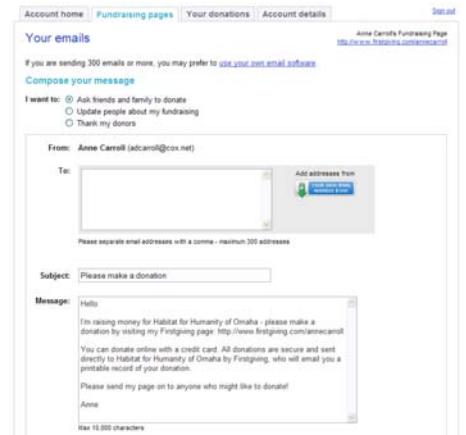 Account home Fundraising pages Your donations Account details Sign out
Your emails
Anne Carroll's Fundraising Page
http://www.firstgiving.com/annecarroll
If you are sending 300 emails or more, you may prefer to use your own email software.
Compose your message
I want to: Ask friends and family to donate
Update people about my fundraising
Thank my donors
From: Anne Carroll (adcarroll@cox.net)
To:
Add addresses from
Please separate email addresses with a comma - maximum 300 addresses
Subject: Please make a donation
Message: Hello
I'm raising money for Habitat for Humanity of Omaha - please make a
donation by visiting my Firstgiving page: http://www.firstgiving.com/annecarroll
You can donate online with a credit card. All donations are secure and sent
directly to Habitat for Humanity of Omaha by Firstgiving, who will email you a
printable record of your donation.
Please send my page on to anyone who might like to donate!
Anne
Max 10,000 characters